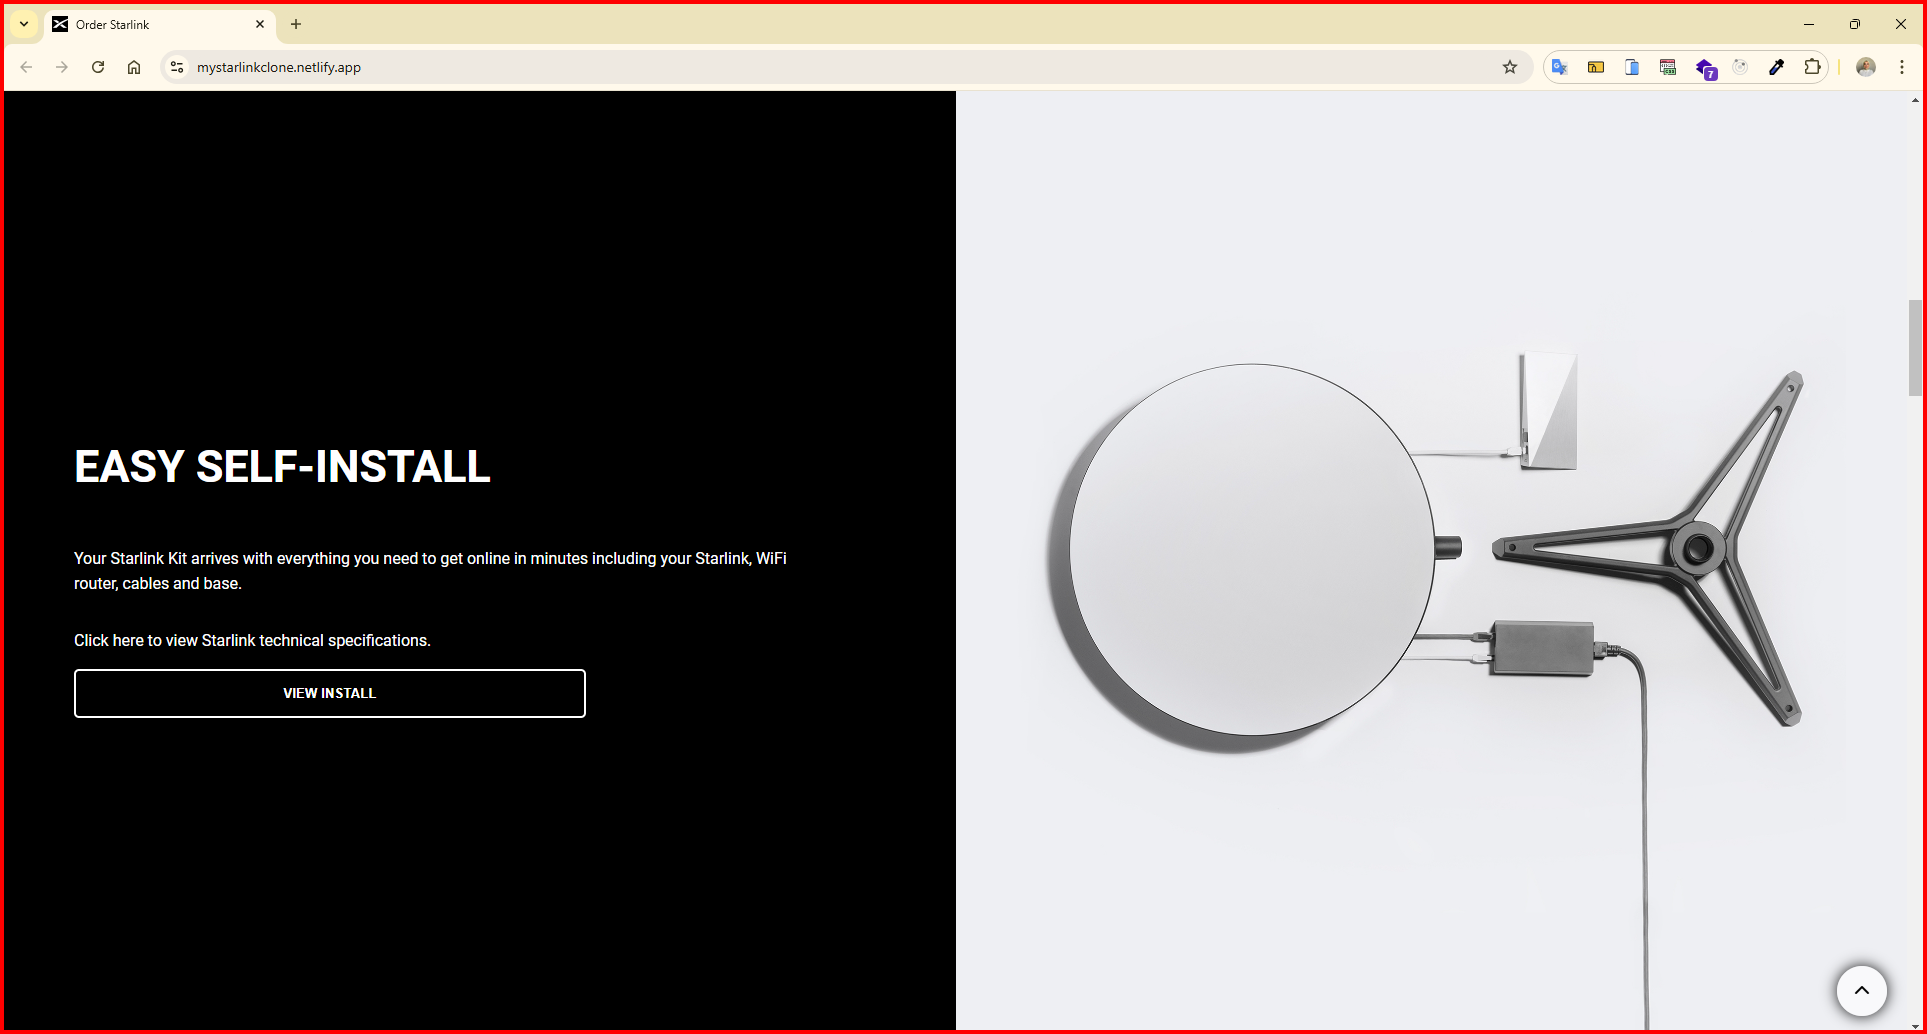 Order Starlink
mystarlinkclone.netlify.app
7
EASY SELF-INSTALL
Your Starlink Kit arrives with everything you need to get online in minutes including your Starlink, WiFi
router, cables and base.
Click here to view Starlink technical specifications.
VIEW INSTALL